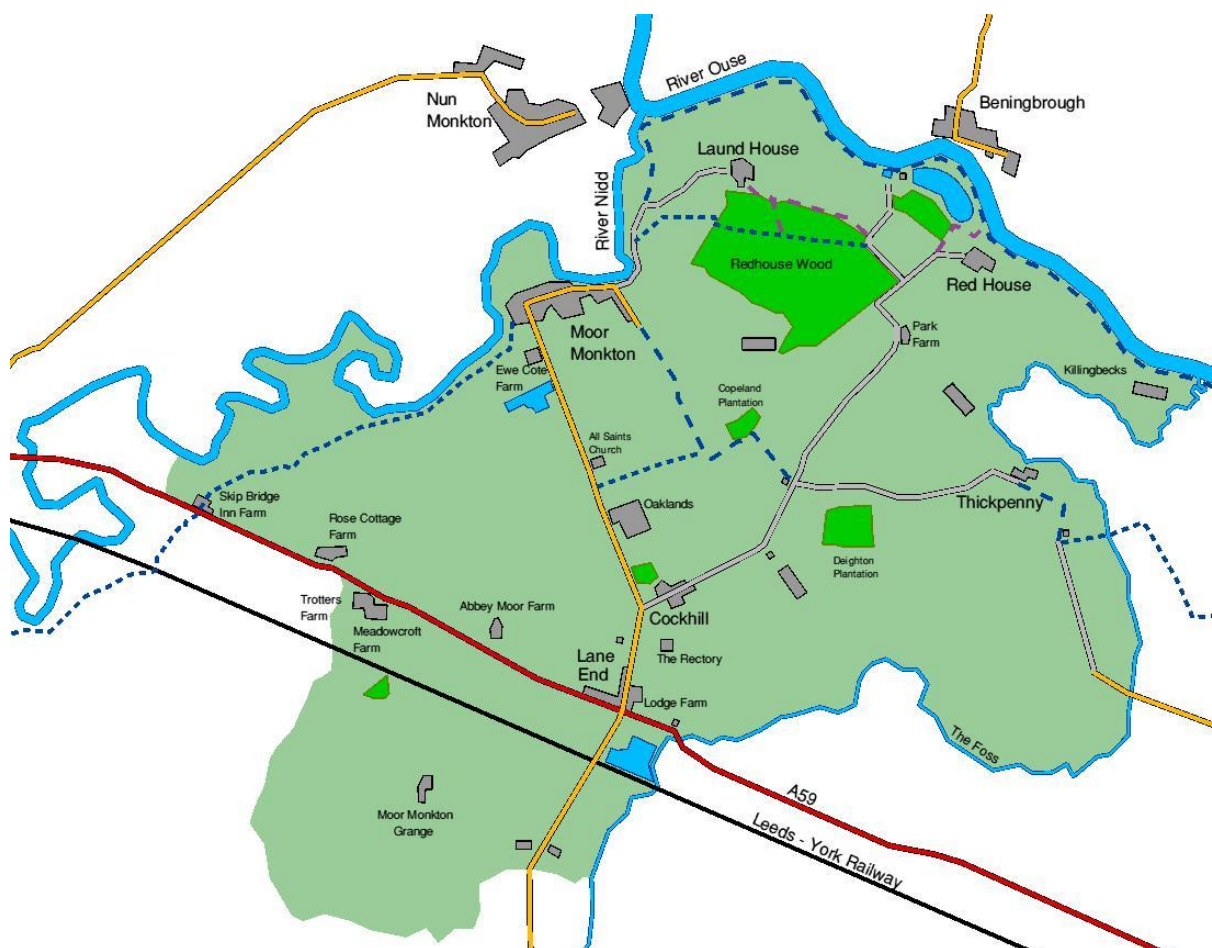 River Ouse
Nun
Monkton
Beningbrough
Laund House
River Nidd
Redhouse Wood
Red House
Moor
Monkton
Park
Farm
Ewe Cote
Farm
Killingbecks
Copeland
Plantation
All Saints
Church
Skip Bridge
Inn Farm
Oaklands
Thickpenny
Rose Cottage
Farm
Deighton
Plantation
Trotters
Farm
Abbey Moor Farm
Cockhill
Meadowcroft
Farm
Lane
End
The Rectory
Lodge Farm
The Foss
A59
Moor Monkton
Grange
Leeds - York Railway